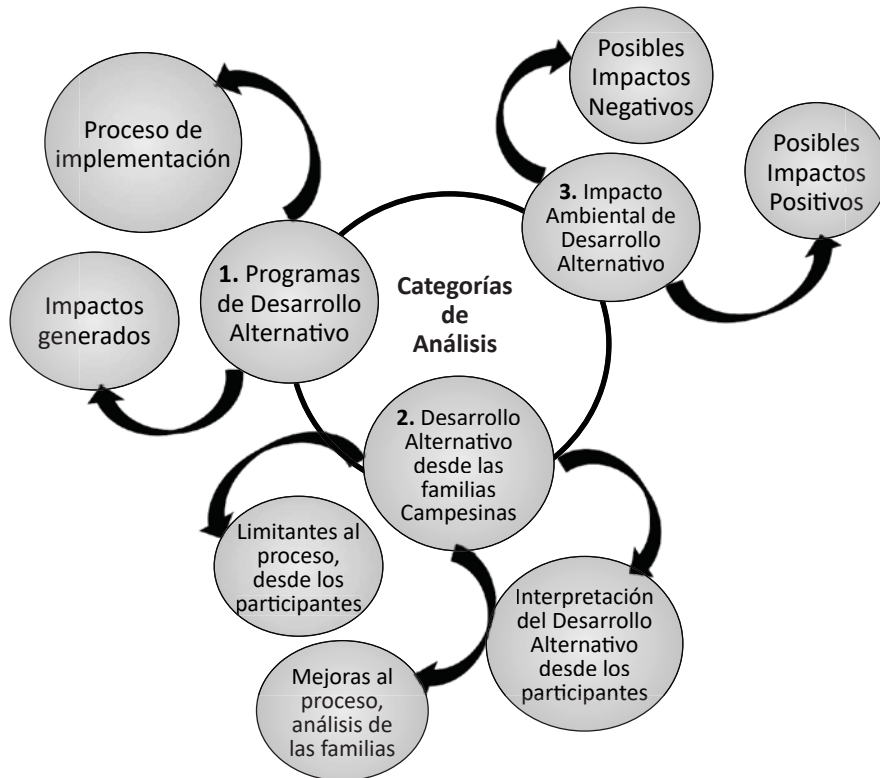 Categorías
de
Análisis
1. Programas
de Desarrollo
Alternativo
Proceso de
implementación
Impactos
generados
2. Desarrollo
Alternativo
desde las
familias
Campesinas
Limitantes al
proceso,
desde los
participantes
Mejoras al
proceso,
análisis de
las familias
Interpretación
del Desarrollo
Alternativo
desde los
participantes
3. Impacto
Ambiental de
Desarrollo
Alternativo
Posibles
Impactos
Negativos
Posibles
Impactos
Positivos